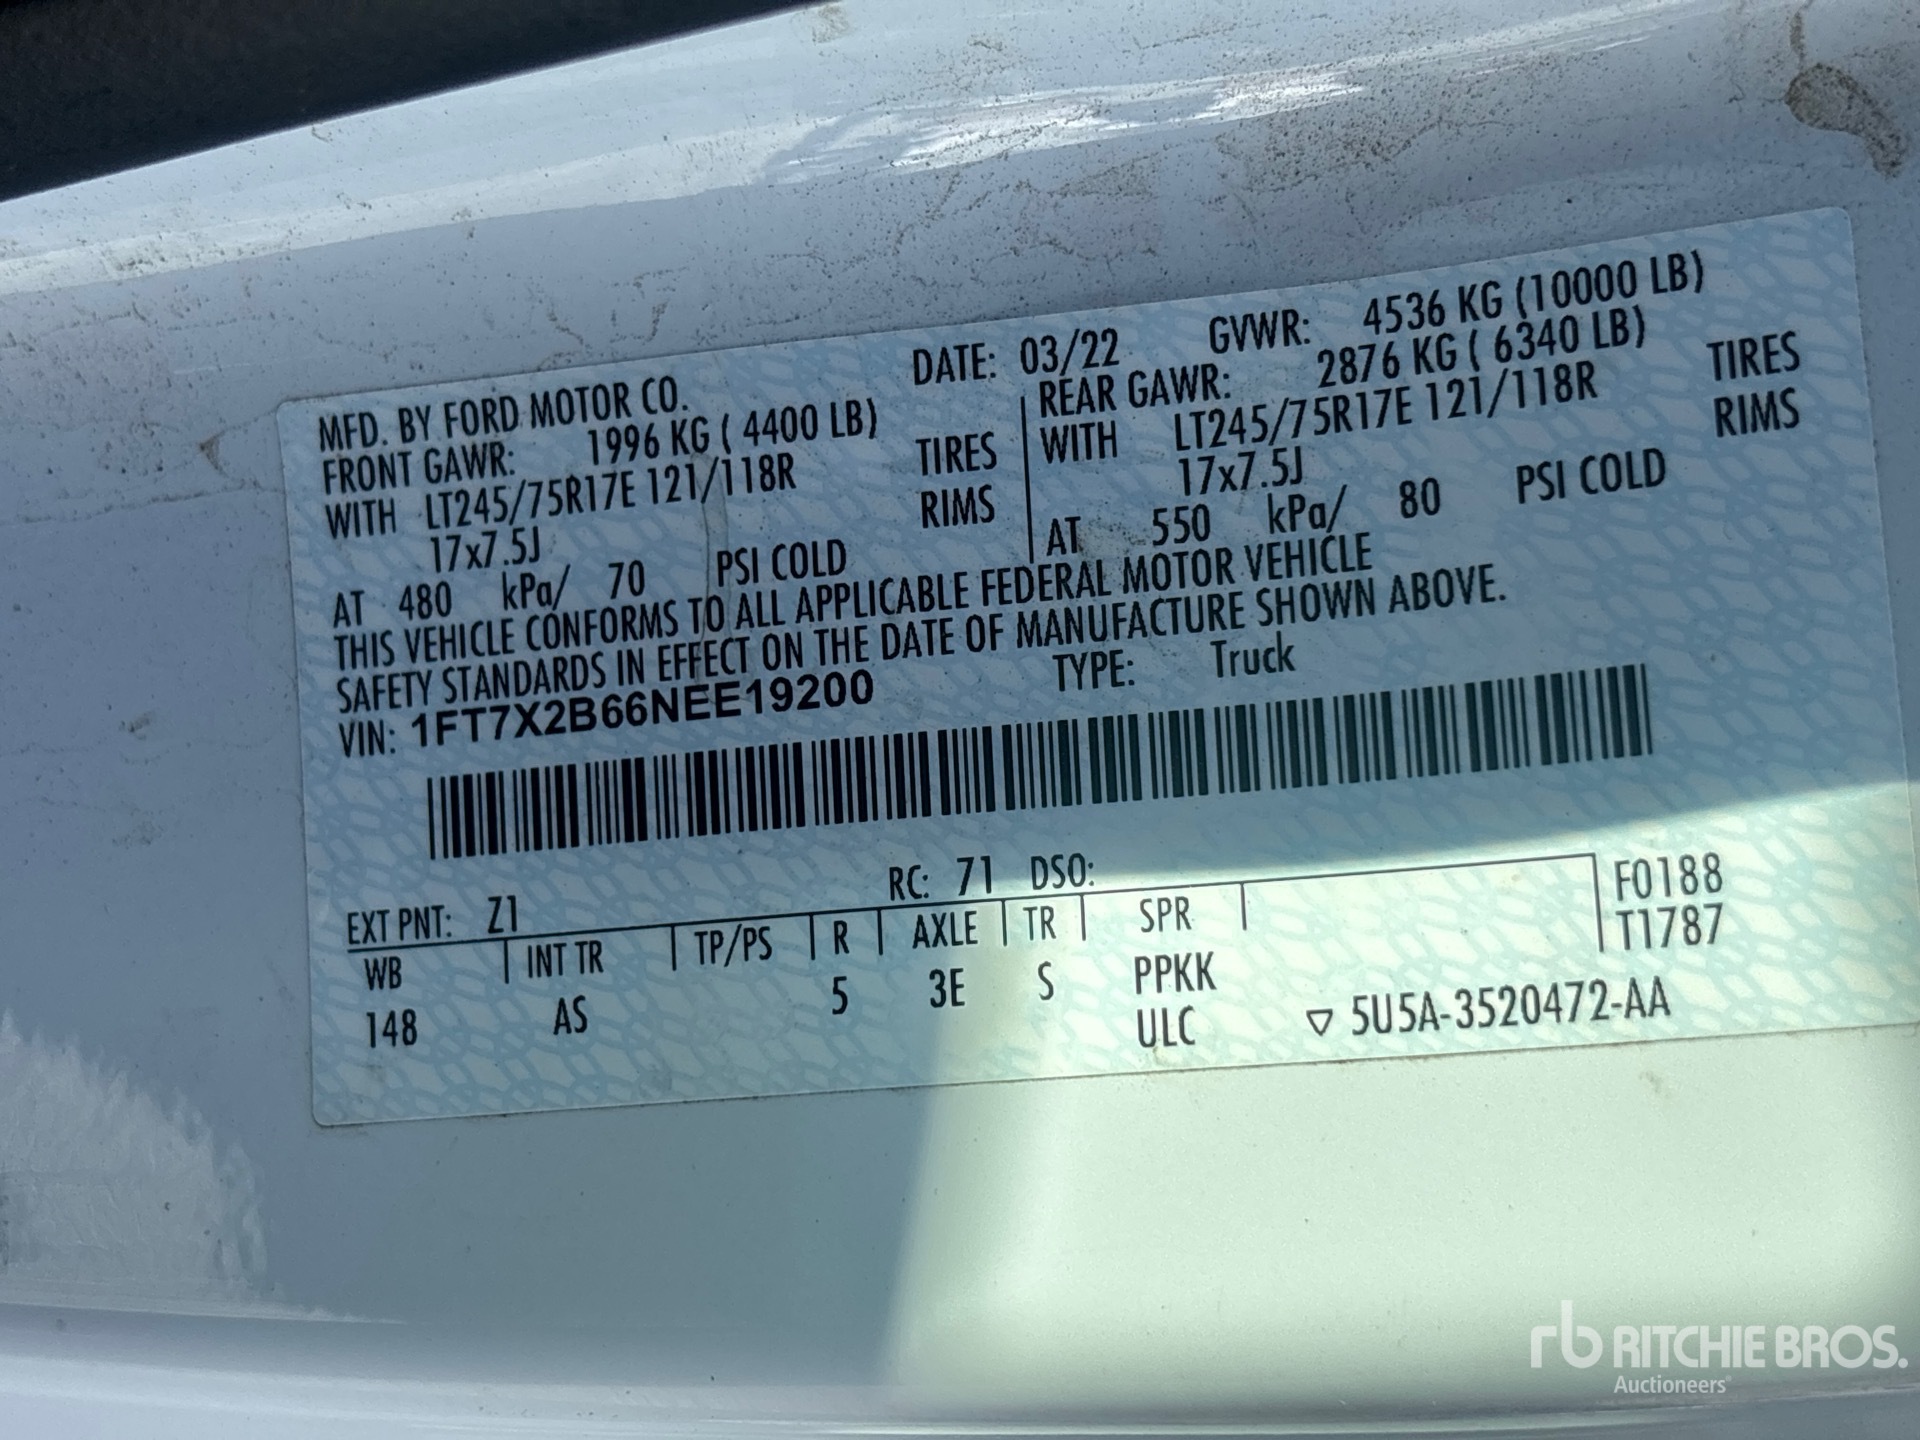 MFD. BY FORD MOTOR CO. DATE: 03/22 GVWR: 4536 KG (10000 LB)
FRONT GAWR: 1996 KG ( 4400 LB)
WITH LT245/75R17E 121/118R TIRES
17x7.5J RIMS
AT 480 kPa/ 70 PSI COLD
REAR GAWR: 2876 KG ( 6340 LB)
WITH LT245/75R17E 121/118R TIRES
17x7.5J RIMS
AT 550 kPa/ 80 PSI COLD
THIS VEHICLE CONFORMS TO ALL APPLICABLE FEDERAL MOTOR VEHICLE
SAFETY STANDARDS IN EFFECT ON THE DATE OF MANUFACTURE SHOWN ABOVE.
VIN: 1FT7X2B66NEE19200 TYPE: Truck
EXT PNT: Z1 RC: 71 DSO:
WB INT TR TP/PS R AXLE TR SPR
148 AS 5 3E S PPKK
ULC
F0188
T1787
5U5A-3520472-AA
rb RITCHIE BROS.
Auctioneers